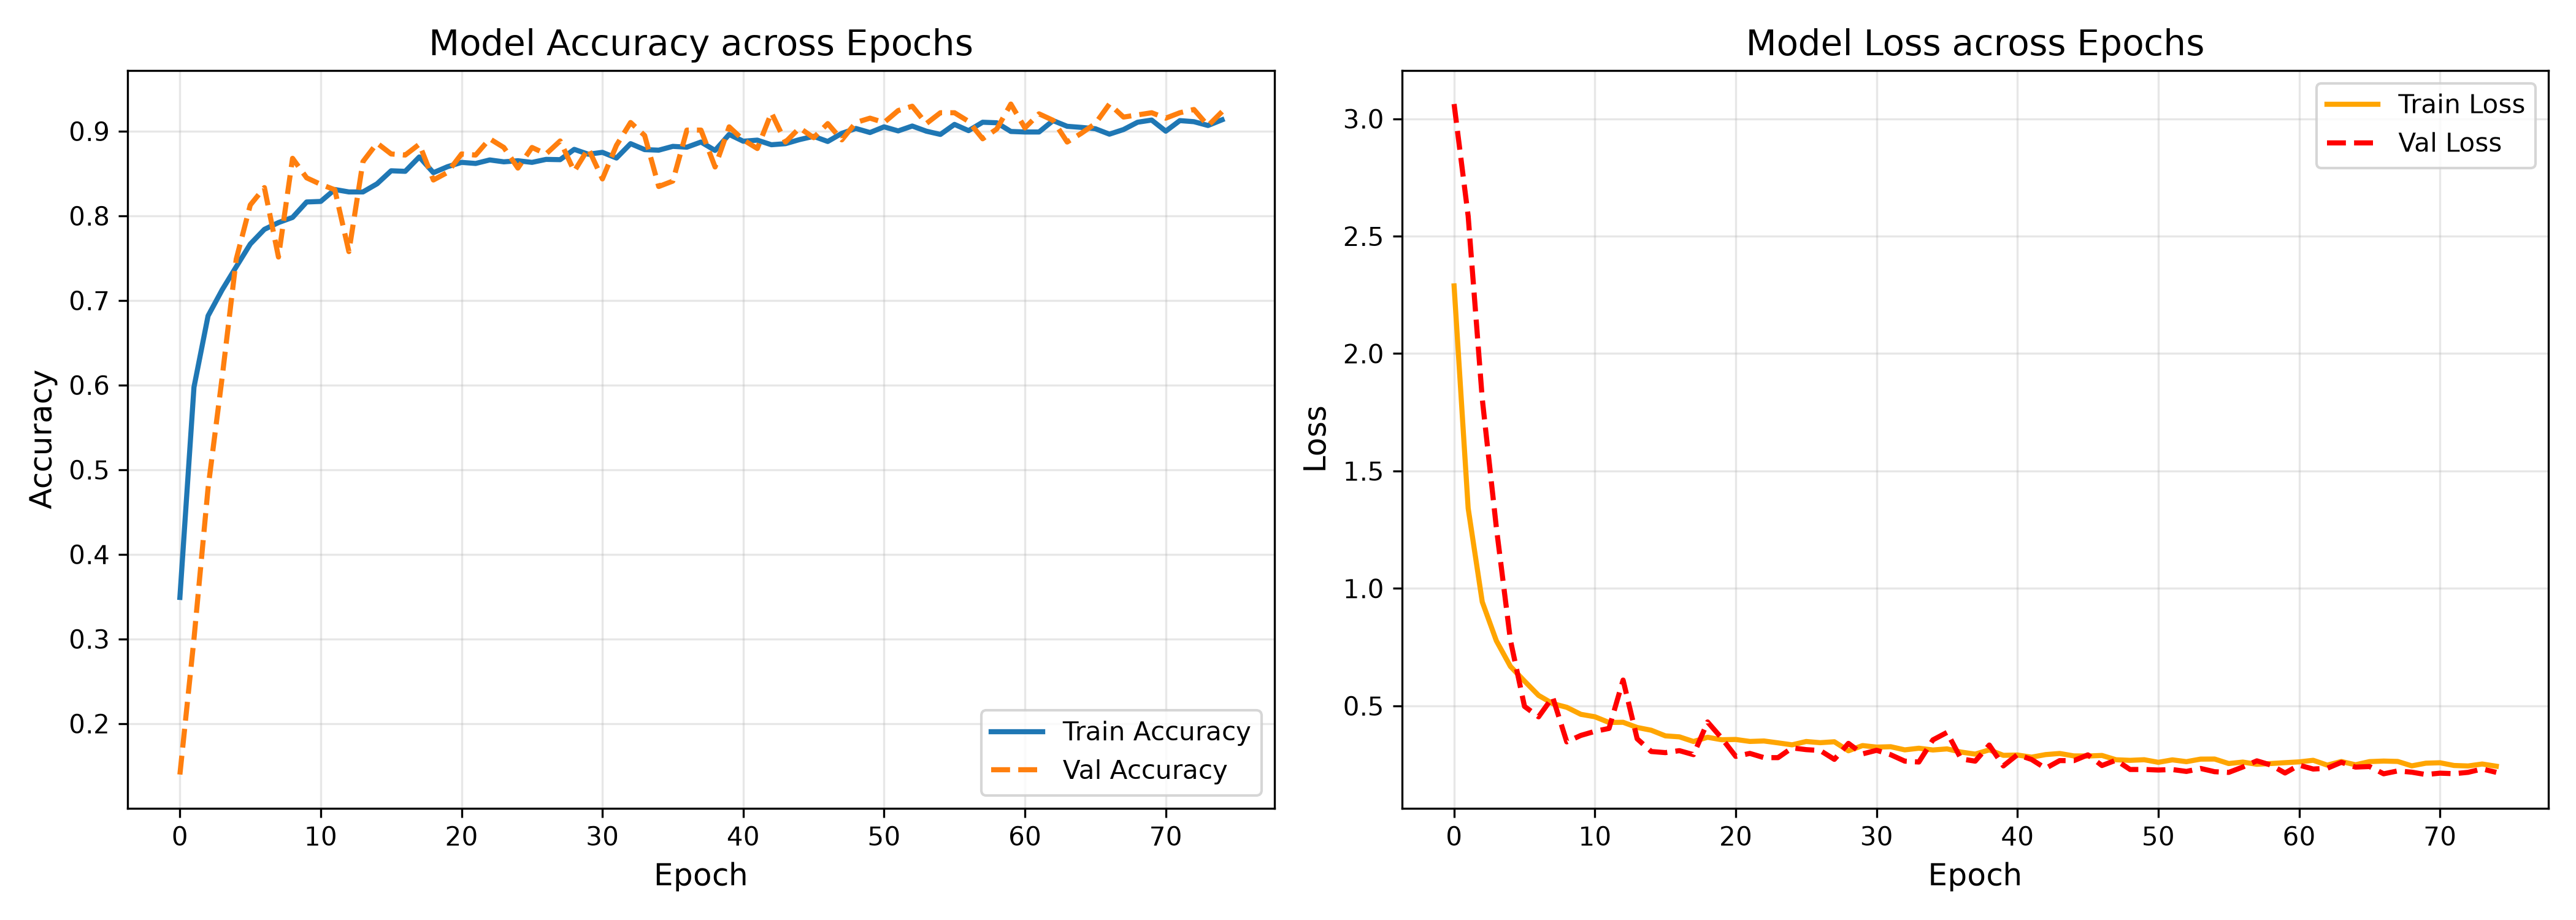 Model Accuracy across Epochs
Accuracy
0.9
0.8
0.7
0.6
0.5
0.4
0.3
0.2
Train Accuracy
Val Accuracy
0 10 20 30 40 50 60 70
Epoch
Model Loss across Epochs
Loss
3.0
2.5
2.0
1.5
1.0
0.5
Train Loss
Val Loss
0 10 20 30 40 50 60 70
Epoch